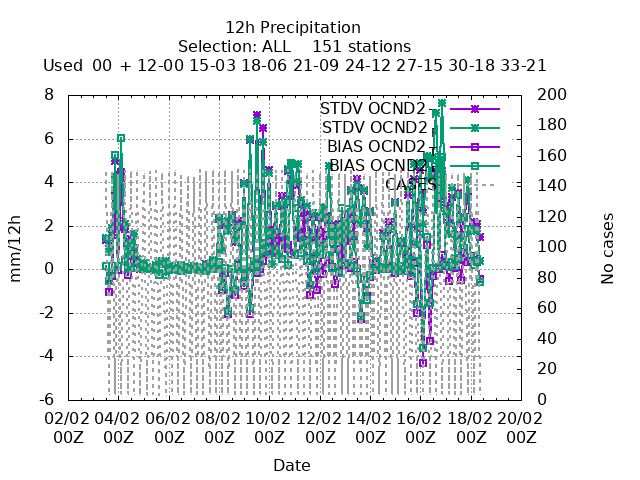 12h Precipitation
Selection: ALL    151 stations
Used  00 + 12-00 15-03 18-06 21-09 24-12 27-15 30-18 33-21
STDV OCND2
STDV OCND2
BIAS OCND2
BIAS OCND2
CASES
mm/12h
8
6
4
2
0
-2
-4
-6
No cases
200
180
160
140
120
100
80
60
40
20
0
02/02 04/02 06/02 08/02 10/02 12/02 14/02 16/02 18/02 20/02
00Z 00Z 00Z 00Z 00Z 00Z 00Z 00Z 00Z 00Z
Date